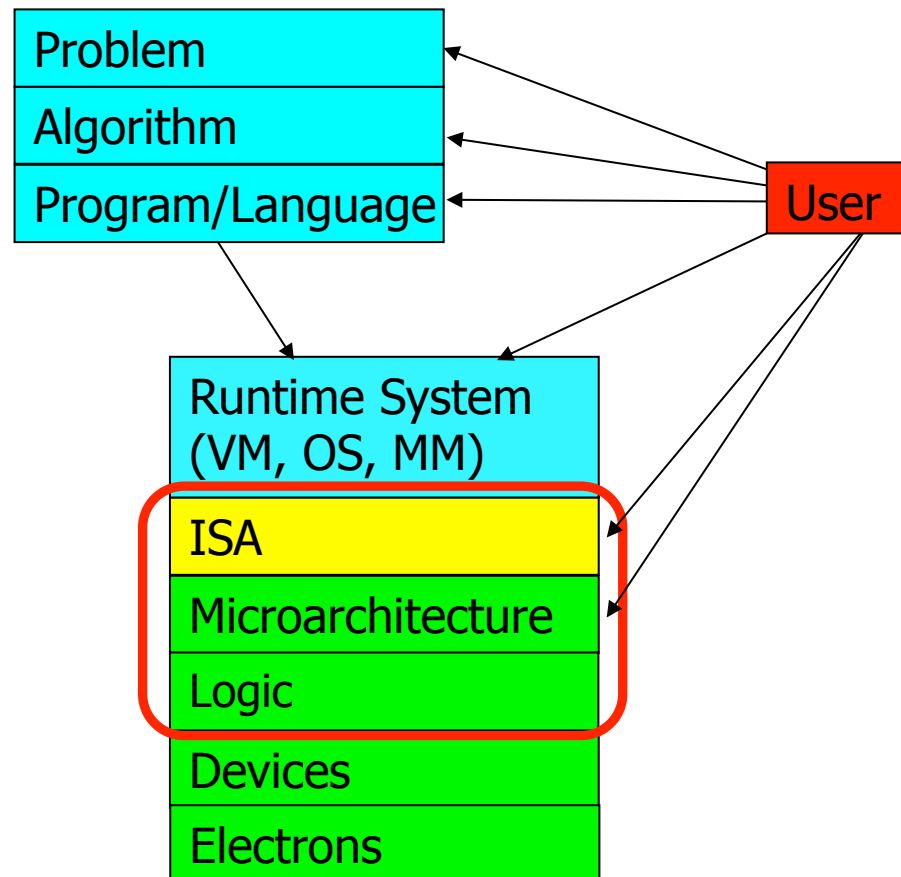 Problem
Algorithm
Program/Language
User
Runtime System
(VM, OS, MM)
ISA
Microarchitecture
Logic
Devices
Electrons